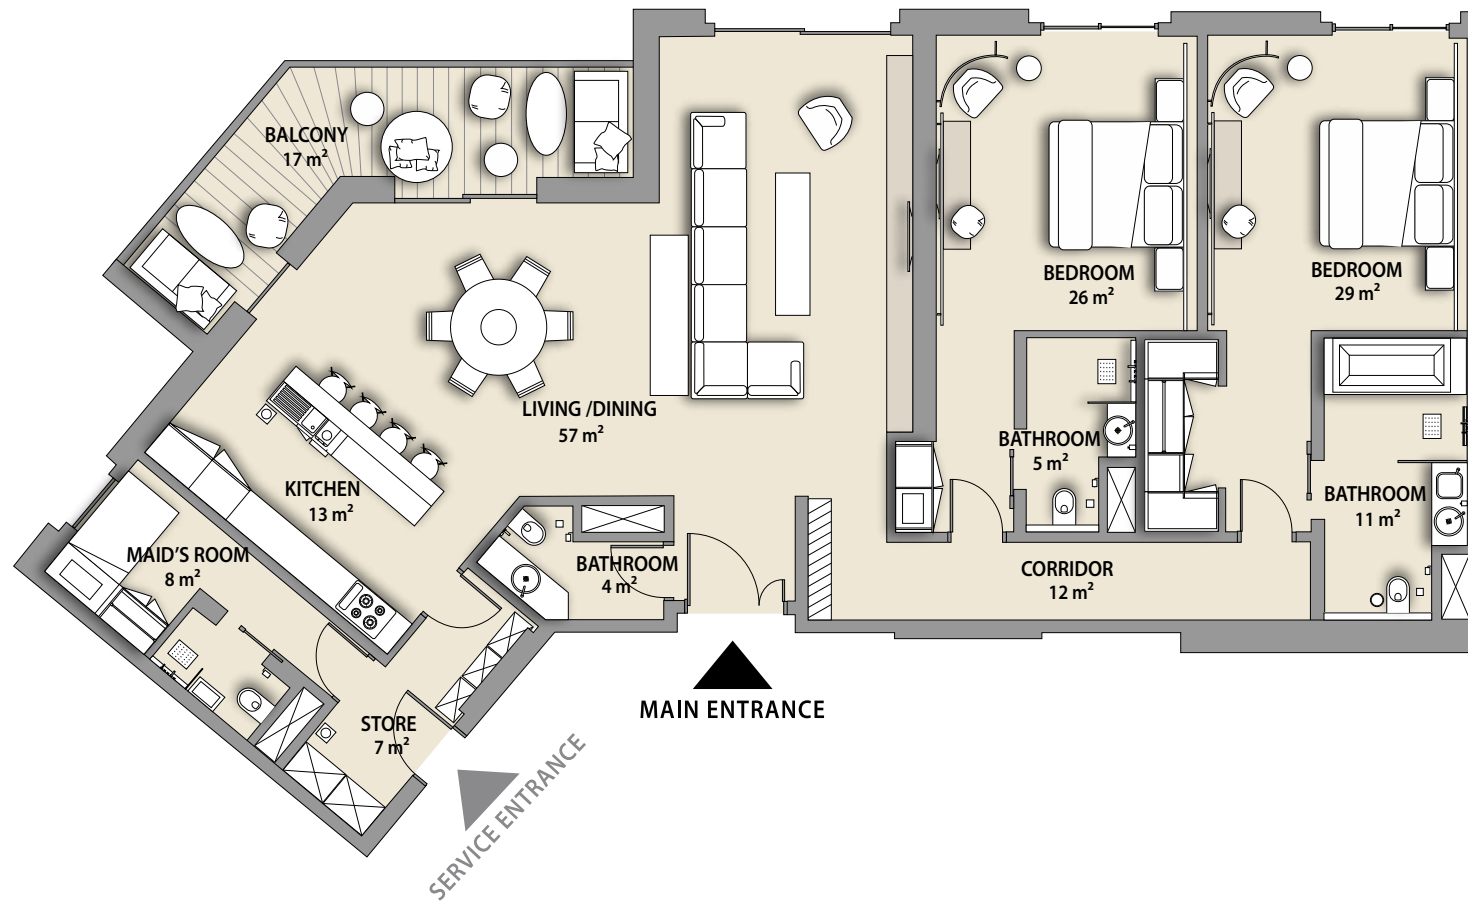 BALCONY
17 m²
BEDROOM
26 m²
BEDROOM
29 m²
LIVING /DINING
57 m²
BATHROOM
5 m²
KITCHEN
13 m²
BATHROOM
11 m²
MAID'S ROOM
8 m²
BATHROOM
4 m²
CORRIDOR
12 m²
STORE
7 m²
MAIN ENTRANCE
SERVICE ENTRANCE